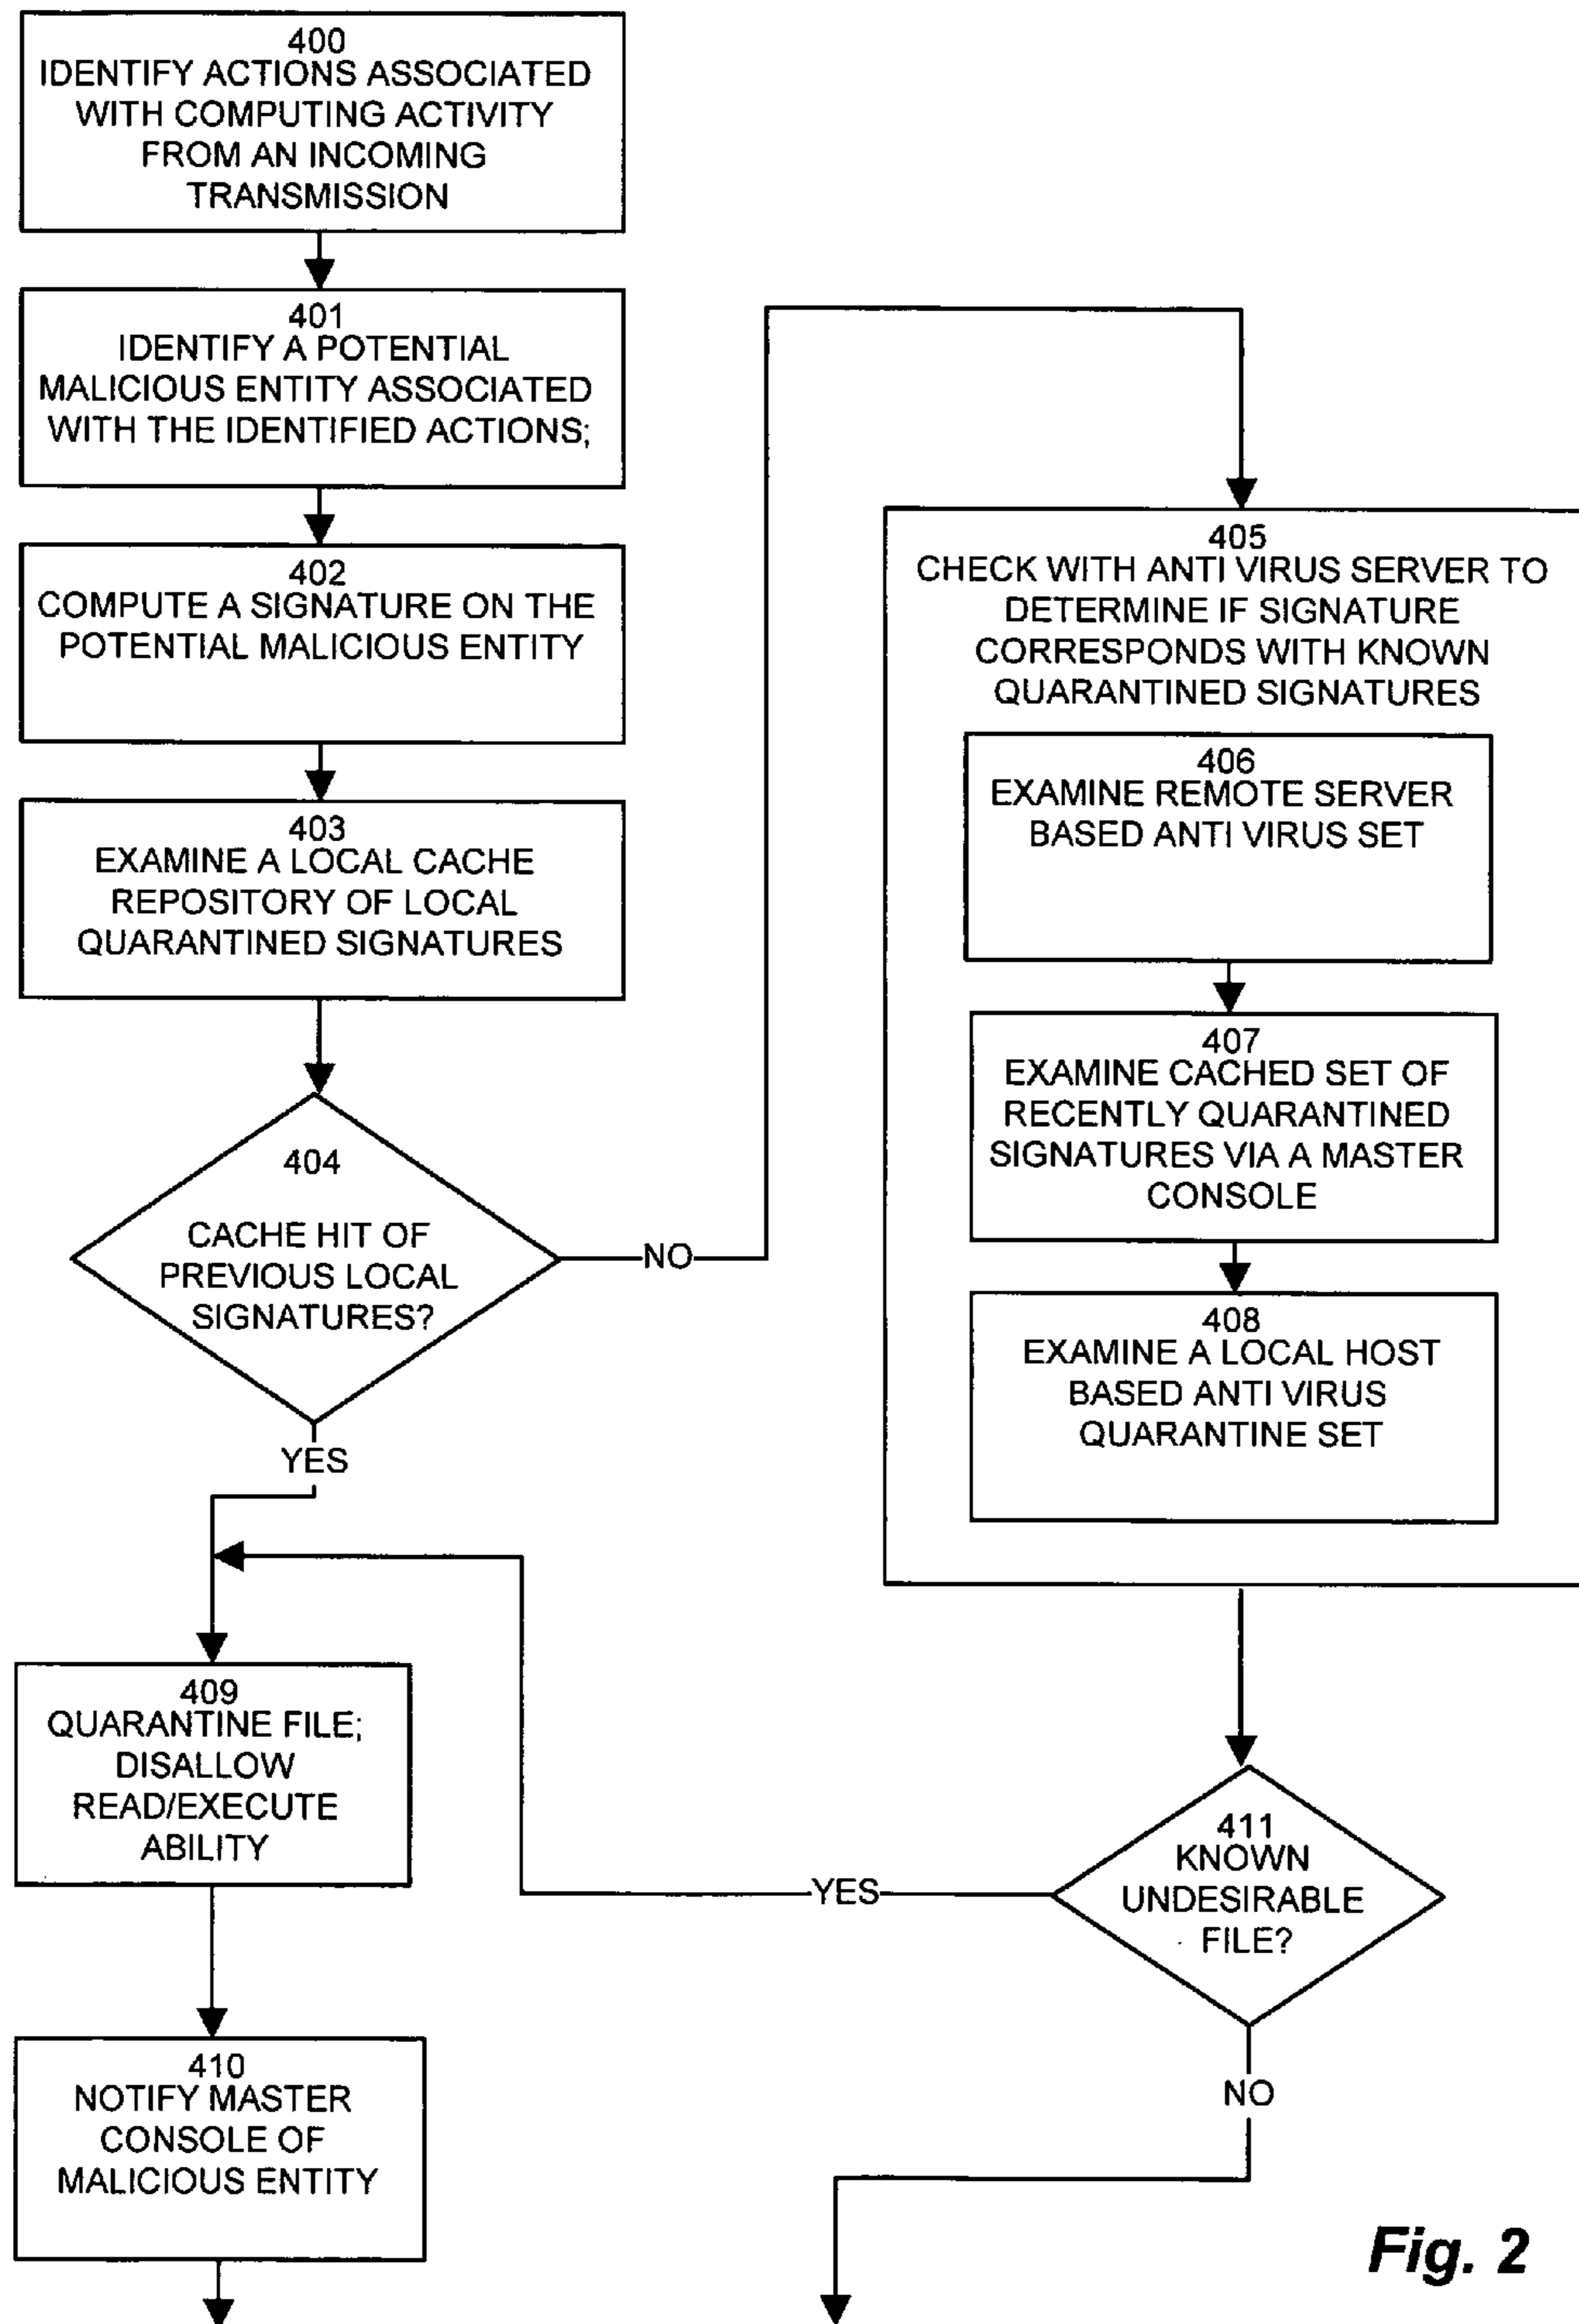 400
IDENTIFY ACTIONS ASSOCIATED
WITH COMPUTING ACTIVITY
FROM AN INCOMING
TRANSMISSION
401
IDENTIFY A POTENTIAL
MALICIOUS ENTITY ASSOCIATED
WITH THE IDENTIFIED ACTIONS;
402
COMPUTE A SIGNATURE ON THE
POTENTIAL MALICIOUS ENTITY
403
EXAMINE A LOCAL CACHE
REPOSITORY OF LOCAL
QUARANTINED SIGNATURES
404
CACHE HIT OF
PREVIOUS LOCAL
SIGNATURES?
NO
YES
405
CHECK WITH ANTI VIRUS SERVER TO
DETERMINE IF SIGNATURE
CORRESPONDS WITH KNOWN
QUARANTINED SIGNATURES
406
EXAMINE REMOTE SERVER
BASED ANTI VIRUS SET
407
EXAMINE CACHED SET OF
RECENTLY QUARANTINED
SIGNATURES VIA A MASTER
CONSOLE
408
EXAMINE A LOCAL HOST
BASED ANTI VIRUS
QUARANTINE SET
409
QUARANTINE FILE;
DISALLOW
READ/EXECUTE
ABILITY
410
NOTIFY MASTER
CONSOLE OF
MALICIOUS ENTITY
411
KNOWN
UNDESIRABLE
FILE?
YES
NO
Fig. 2